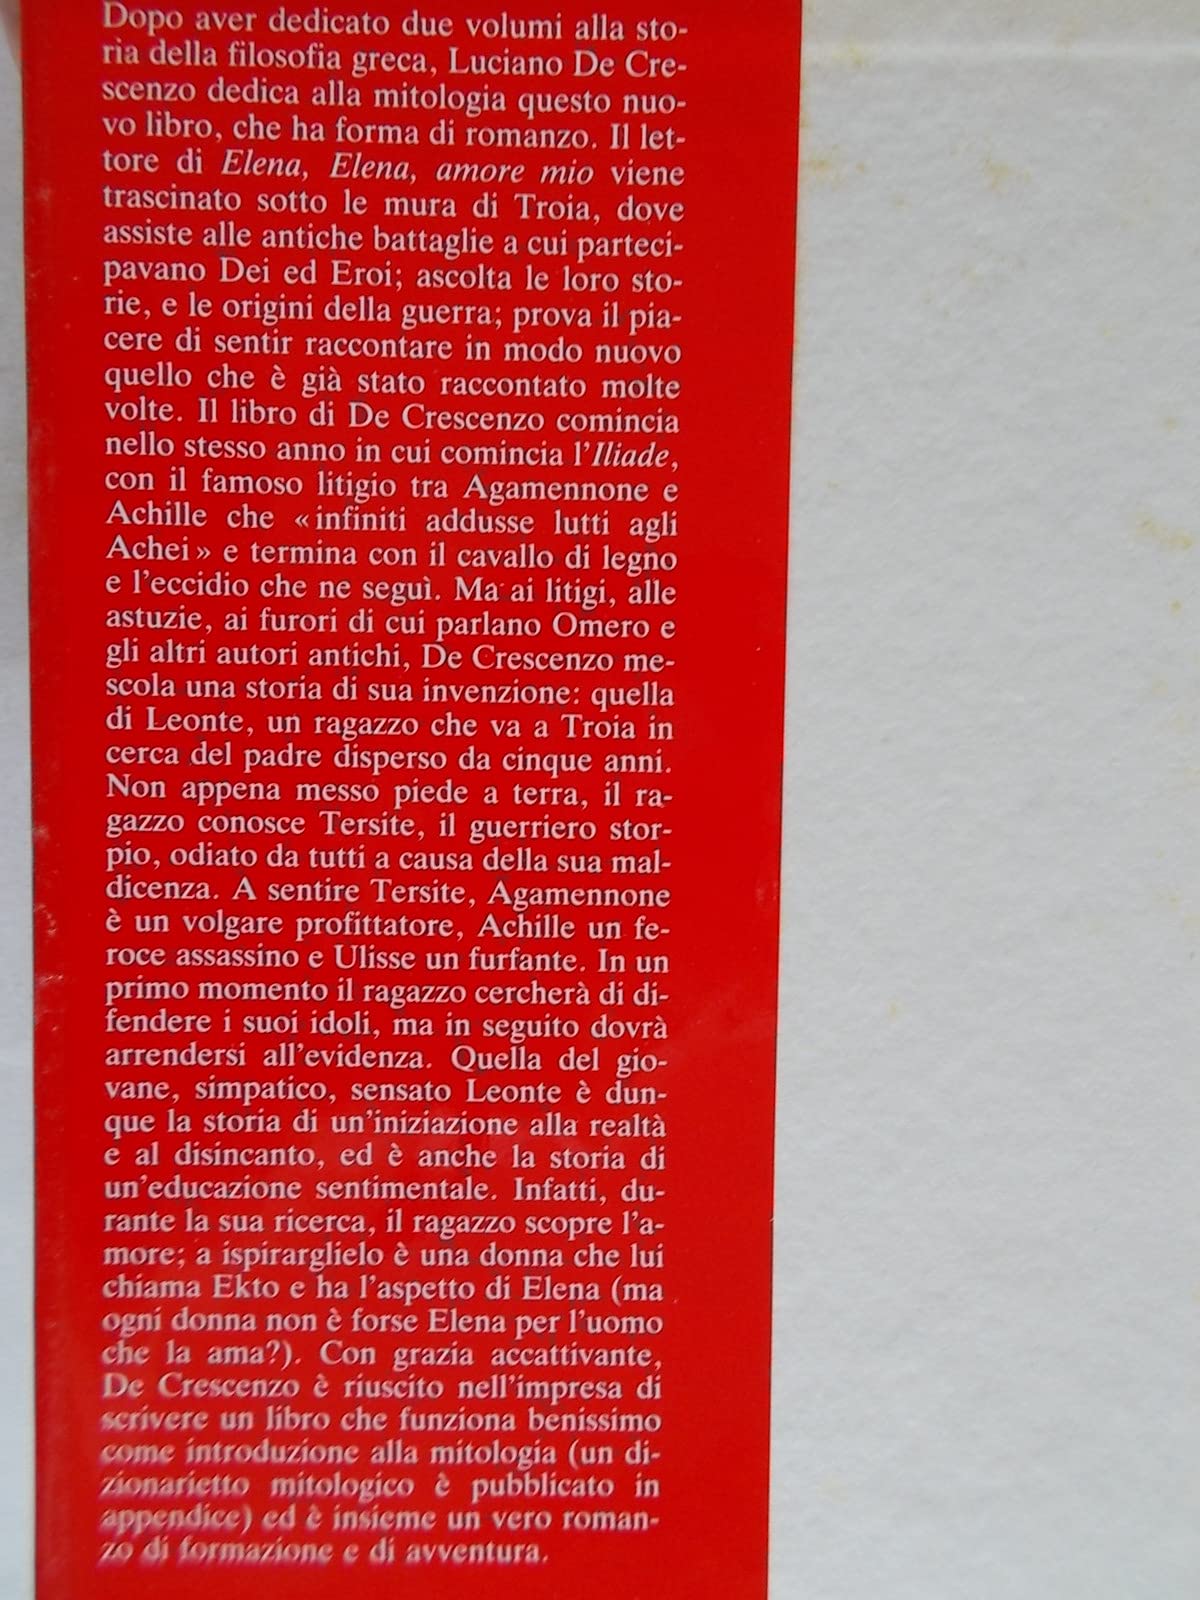 Dopo aver dedicato due volumi alla sto-
ria della filosofia greca, Luciano De Cre-
scenzo dedica alla mitologia questo nuo-
vo libro, che ha forma di romanzo. Il let-
tore di Elena, Elena, amore mio viene
trascinato sotto le mura di Troia, dove
assiste alle antiche battaglie a cui parteci-
pavano Dei ed Eroi; ascolta le loro sto-
rie, e le origini della guerra; prova il pia-
cere di sentir raccontare in modo nuovo
quello che è già stato raccontato molte
volte. Il libro di De Crescenzo comincia
nello stesso anno in cui comincia l'Iliade,
con il famoso litigio tra Agamennone e
Achille che «infiniti addusse lutti agli
Achei» e termina con il cavallo di legno
e l'eccidio che ne seguì. Ma ai litigi, alle
astuzie, ai furori di cui parlano Omero e
gli altri autori antichi, De Crescenzo me-
scola una storia di sua invenzione: quella
di Leonte, un ragazzo che va a Troia in
cerca del padre disperso da cinque anni.
Non appena messo piede a terra, il ra-
gazzo conosce Tersite, il guerriero stor-
pio, odiato da tutti a causa della sua mal-
dicenza. A sentire Tersite, Agamennone
è un volgare profittatore, Achille un fe-
roce assassino e Ulisse un furfante. In un
primo momento il ragazzo cercherà di di-
fendere i suoi idoli, ma in seguito dovrà
arrendersi all'evidenza. Quella del gio-
vane, simpatico, sensato Leonte è dun-
que la storia di un'iniziazione alla realtà
e al disincanto, ed è anche la storia di
un'educazione sentimentale. Infatti, du-
rante la sua ricerca, il ragazzo scopre l'a-
more; a ispirarglielo è una donna che lui
chiama Ekto e ha l'aspetto di Elena (ma
ogni donna non è forse Elena per l'uomo
che la ama?). Con grazia accattivante,
De Crescenzo è riuscito nell'impresa di
scrivere un libro che funziona benissimo
come introduzione alla mitologia (un di-
zionarietto mitologico è pubblicato in
appendice) ed è insieme un vero roman-
zo di formazione e di avventura.